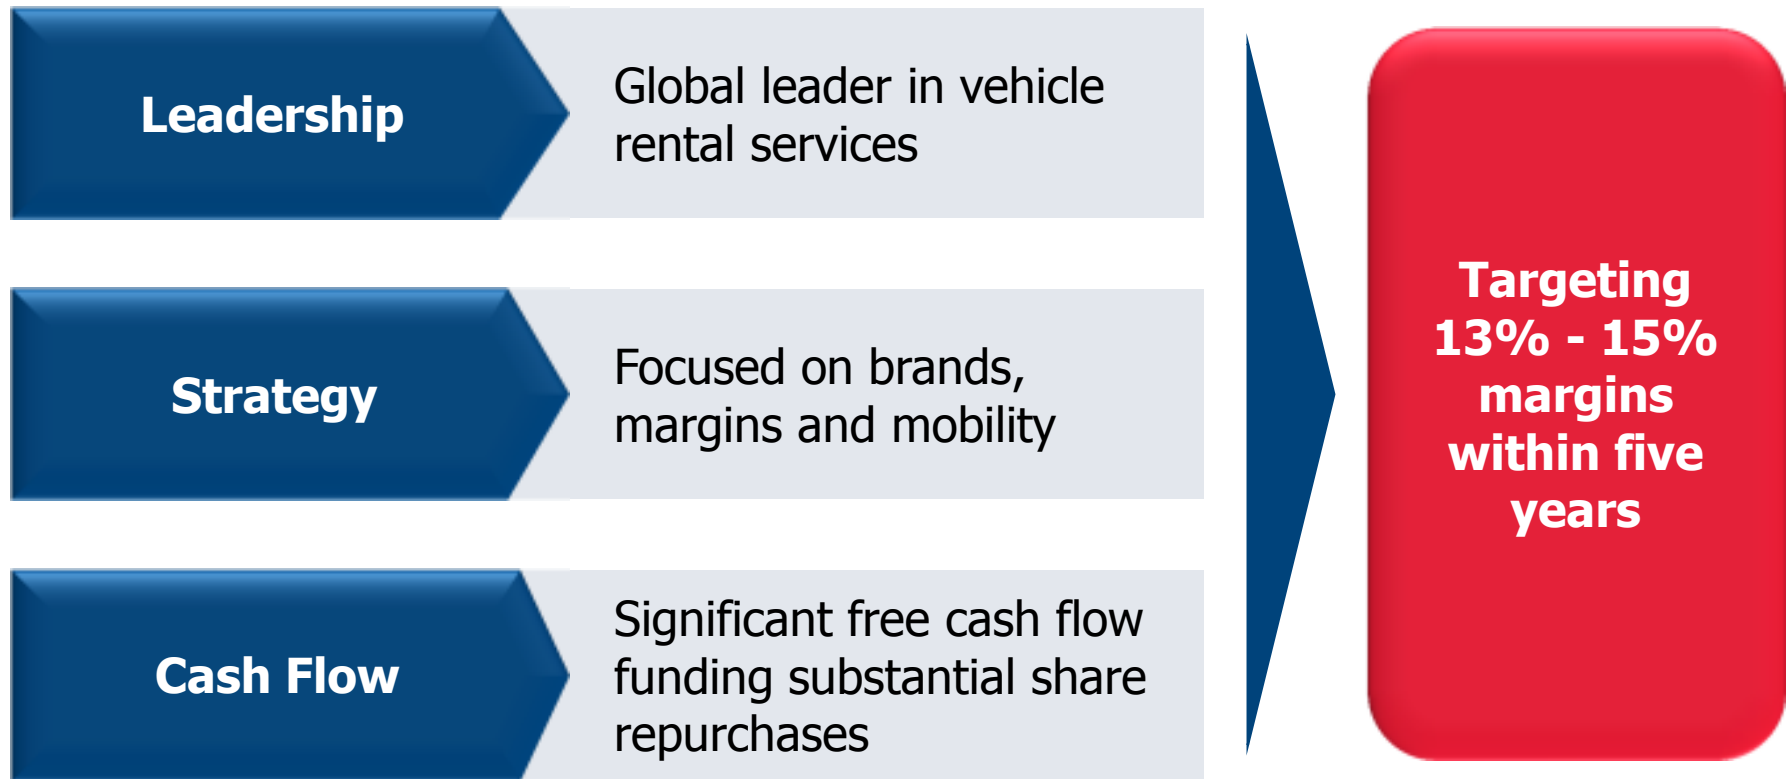 Leadership
Global leader in vehicle
rental services
Strategy
Focused on brands,
margins and mobility
Cash Flow
Significant free cash flow
funding substantial share
repurchases
Targeting
13% - 15%
margins
within five
years